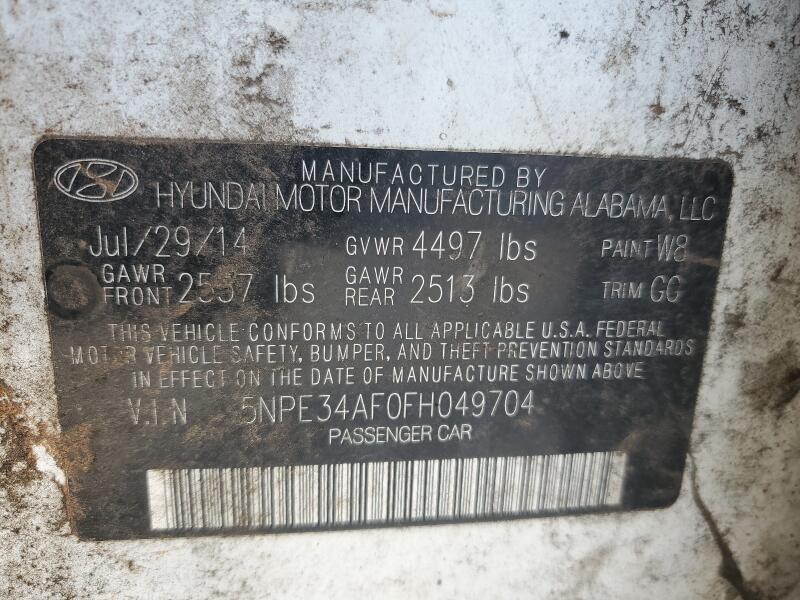 MANUFACTURED BY
HYUNDAI MOTOR MANUFACTURING ALABAMA, LLC
Jul/29/14 GVWR 4497 lbs PAINT W8
GAWR FRONT 2557 lbs GAWR REAR 2513 lbs TRIM GG
THIS VEHICLE CONFORMS TO ALL APPLICABLE U.S.A. FEDERAL
MOTOR VEHICLE SAFETY, BUMPER, AND THEFT PREVENTION STANDARDS
IN EFFECT ON THE DATE OF MANUFACTURE SHOWN ABOVE.
V.I.N 5NPE34AF0FH049704
PASSENGER CAR